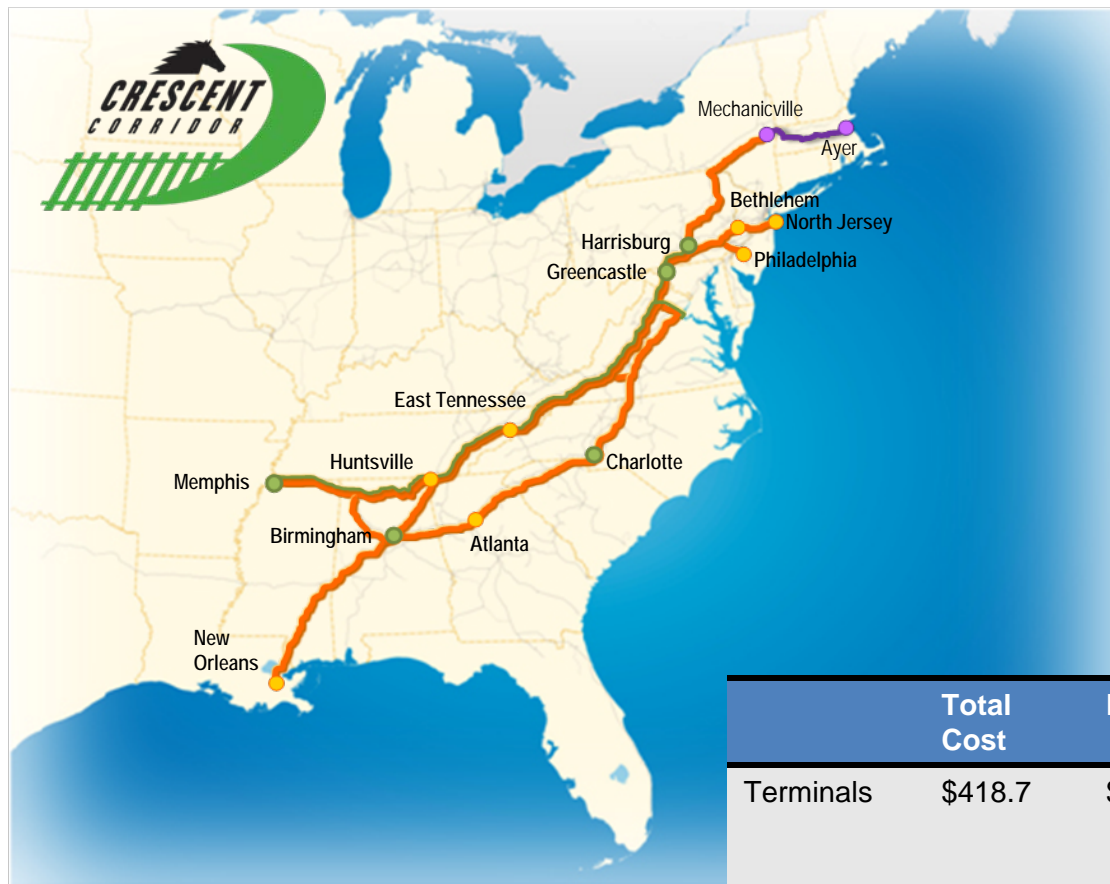 CRESCENT
CORRIDOR
Mechanicville
Ayer
Bethlehem
North Jersey
Harrisburg
Philadelphia
Greencastle
East Tennessee
Huntsville
Charlotte
Memphis
Birmingham
Atlanta
New
Orleans
Total
Cost
Terminals $418.7